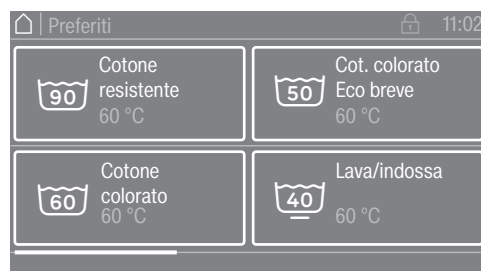 Preferiti
11:02
Cotone
resistente
90
60 °C
Cot. colorato
Eco breve
50
60 °C
Cotone
colorato
60
60 °C
Lava/indossa
40
60 °C